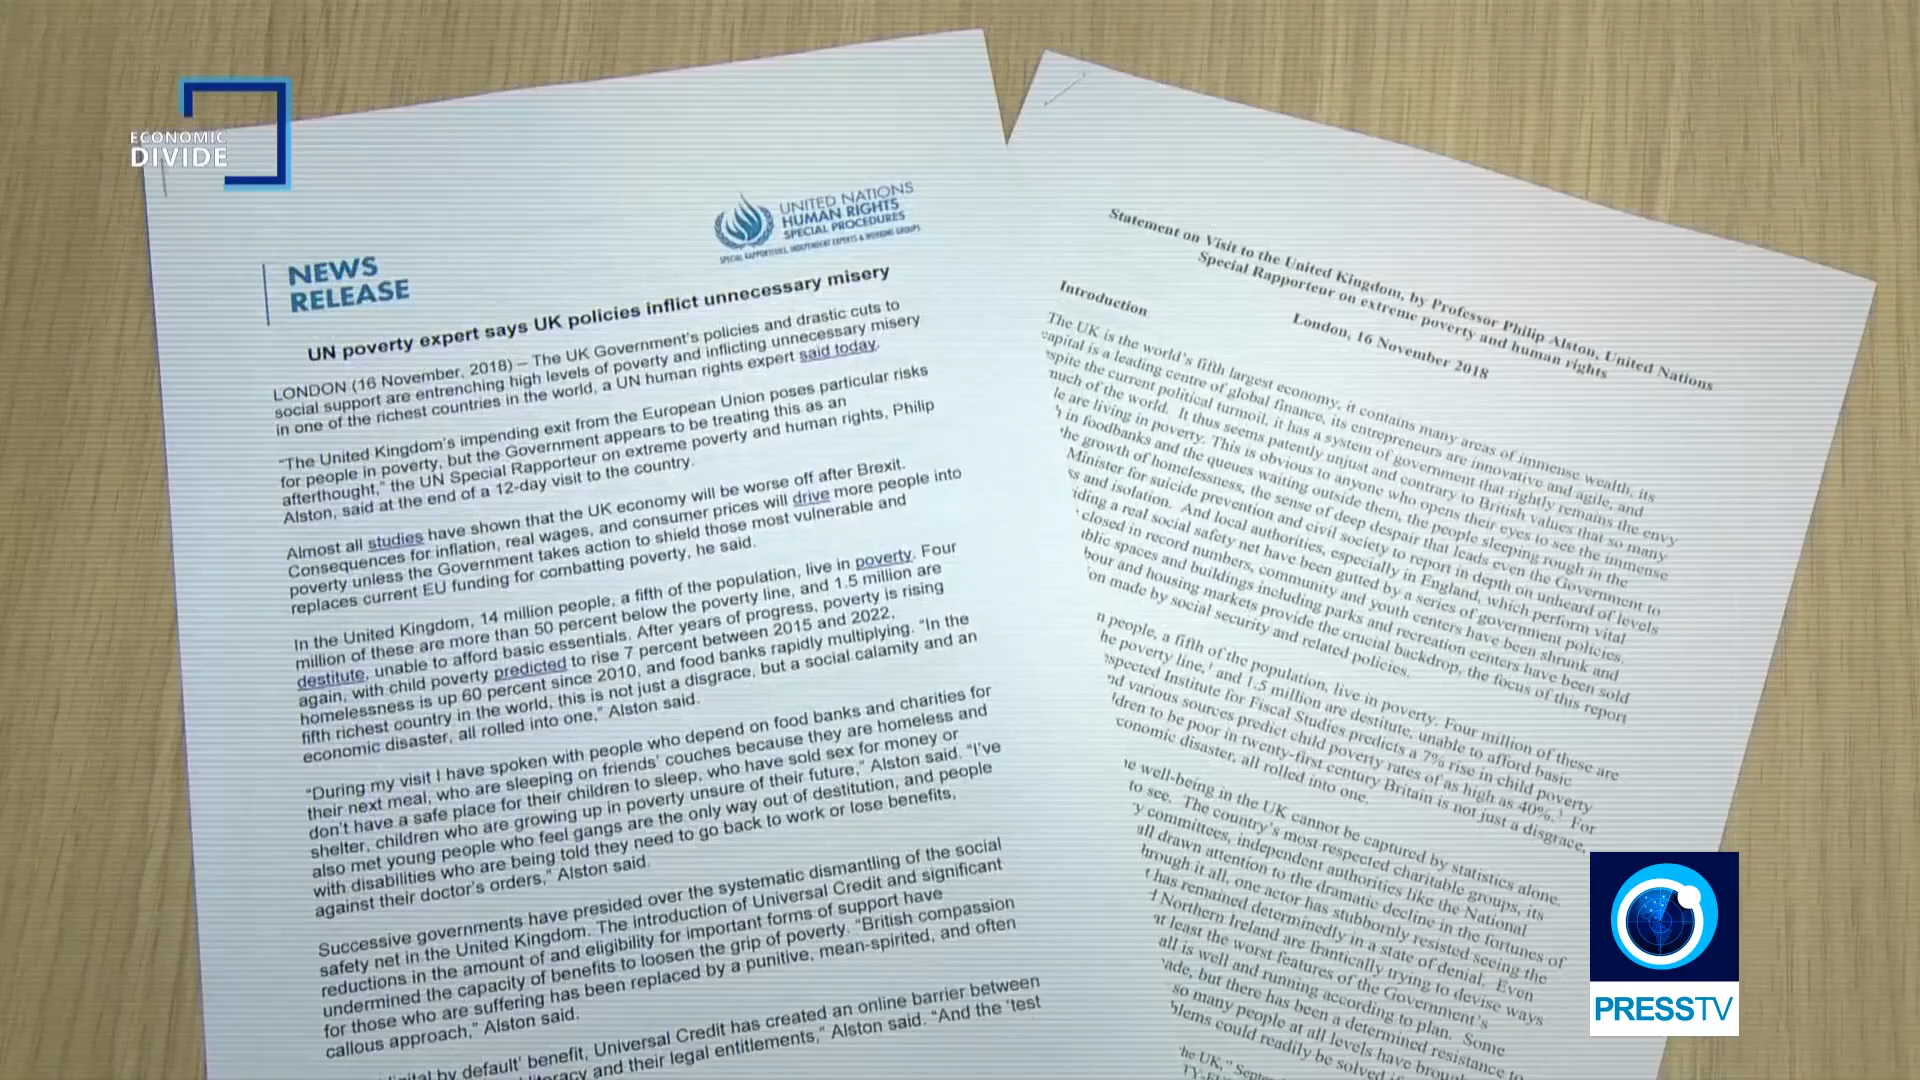 ECONOMIC
DIVIDE
UNITED NATIONS
HUMAN RIGHTS
SPECIAL PROCEDURES
SPECIAL RAPPORTEURS, INDEPENDENT EXPERTS & WORKING GROUPS
NEWS
RELEASE
UN poverty expert says UK policies inflict unnecessary misery
LONDON (16 November, 2018) – The UK Government's policies and drastic cuts to
social support are entrenching high levels of poverty and inflicting unnecessary misery
in one of the richest countries in the world, a UN human rights expert said today.
"The United Kingdom's impending exit from the European Union poses particular risks
for people in poverty, but the Government appears to be treating this as an
afterthought," the UN Special Rapporteur on extreme poverty and human rights, Philip
Alston, said at the end of a 12-day visit to the country.
Almost all studies have shown that the UK economy will be worse off after Brexit.
Consequences for inflation, real wages, and consumer prices will drive more people into
poverty unless the Government takes action to shield those most vulnerable and
replaces current EU funding for combatting poverty, he said.
In the United Kingdom, 14 million people, a fifth of the population, live in poverty. Four
million of these are more than 50 percent below the poverty line, and 1.5 million are
destitute, unable to afford basic essentials. After years of progress, poverty is rising
again, with child poverty predicted to rise 7 percent between 2015 and 2022,
homelessness is up 60 percent since 2010, and food banks rapidly multiplying. "In the
fifth richest country in the world, this is not just a disgrace, but a social calamity and an
economic disaster, all rolled into one," Alston said.
"During my visit I have spoken with people who depend on food banks and charities for
their next meal, who are sleeping on friends' couches because they are homeless and
don't have a safe place for their children to sleep, who have sold sex for money or
shelter, children who are growing up in poverty unsure of their future," Alston said. "I've
also met young people who feel gangs are the only way out of destitution, and people
with disabilities who are being told they need to go back to work or lose benefits,
against their doctor's orders," Alston said.
Successive governments have presided over the systematic dismantling of the social
safety net in the United Kingdom. The introduction of Universal Credit and significant
reductions in the amount of and eligibility for important forms of support have
undermined the capacity of benefits to loosen the grip of poverty. "British compassion
for those who are suffering has been replaced by a punitive, mean-spirited, and often
callous approach," Alston said.
by default' benefit, Universal Credit has created an online barrier between
and their legal entitlements," Alston said. "And the 'test
Statement on Visit to the United Kingdom, by Professor Philip Alston, United Nations
Special Rapporteur on extreme poverty and human rights
London, 16 November 2018
Introduction
The UK is the world's fifth largest economy, it contains many areas of immense wealth, its
capital is a leading centre of global finance, its entrepreneurs are innovative and agile, and
despite the current political turmoil, it has a system of government that rightly remains the envy
much of the world. It thus seems patently unjust and contrary to British values that so many
le are living in poverty. This is obvious to anyone who opens their eyes to see the immense
in foodbanks and the queues waiting outside them, the people sleeping rough in the
the growth of homelessness, the sense of deep despair that leads even the Government to
Minister for suicide prevention and civil society to report in depth on unheard of levels
ss and isolation. And local authorities, especially in England, which perform vital
iding a real social safety net have been gutted by a series of government policies.
closed in record numbers, community and youth centers have been shrunk and
ublic spaces and buildings including parks and recreation centers have been sold
bour and housing markets provide the crucial backdrop, the focus of this report
on made by social security and related policies.
n people, a fifth of the population, live in poverty. Four million of these are
he poverty line,¹ and 1.5 million are destitute, unable to afford basic
espected Institute for Fiscal Studies predicts a 7% rise in child poverty
nd various sources predict child poverty rates of as high as 40%.³ For
ldren to be poor in twenty-first century Britain is not just a disgrace,
conomic disaster, all rolled into one.
e well-being in the UK cannot be captured by statistics alone.
to see. The country's most respected charitable groups, its
y committees, independent authorities like the National
all drawn attention to the dramatic decline in the fortunes of
hrough it all, one actor has stubbornly resisted seeing the
t has remained determinedly in a state of denial. Even
d Northern Ireland are frantically trying to devise ways
at least the worst features of the Government's
all is well and running according to plan. Some
ade, but there has been a determined resistance to
so many people at all levels have
blems could readily be solved
he UK,"
PRESSTV